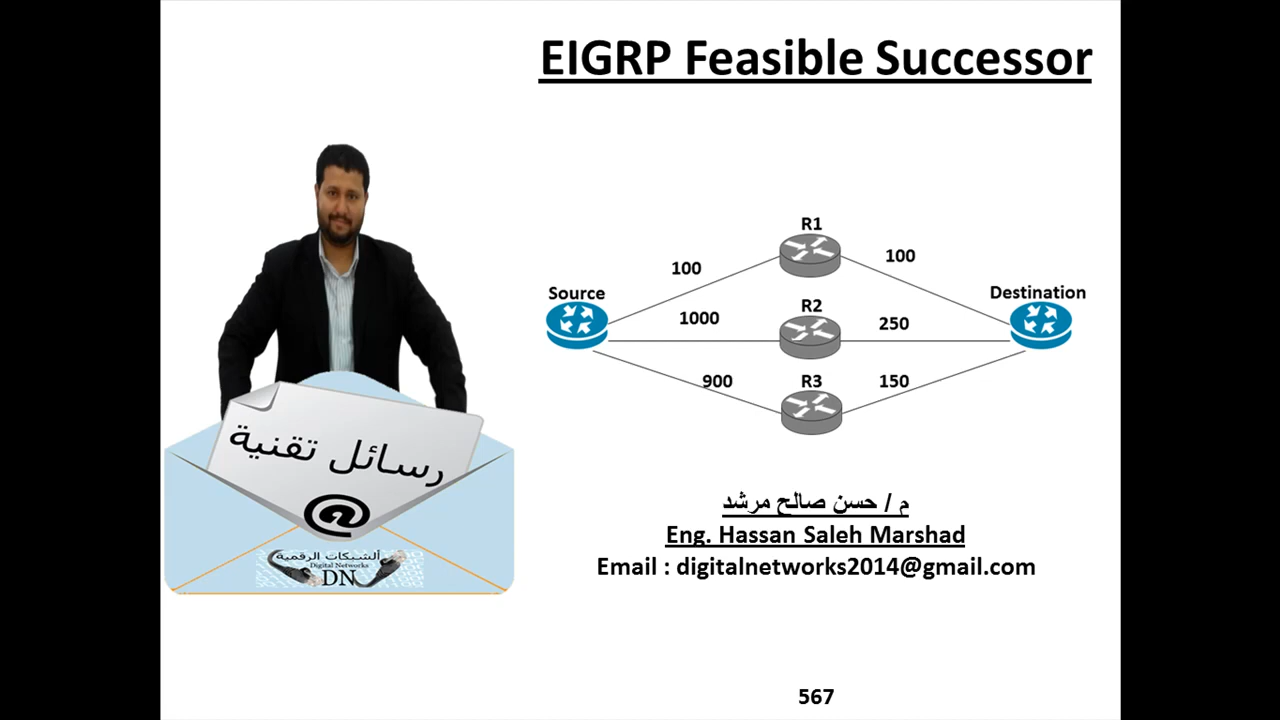 EIGRP Feasible Successor
R1
100
100
Source
Destination
R2
1000
250
900
R3
150
رسائل تقنية
@
الشبكات الرقمية
Digital Networks
DN
م / حسن صالح مرشد
Eng. Hassan Saleh Marshad
Email : digitalnetworks2014@gmail.com
567